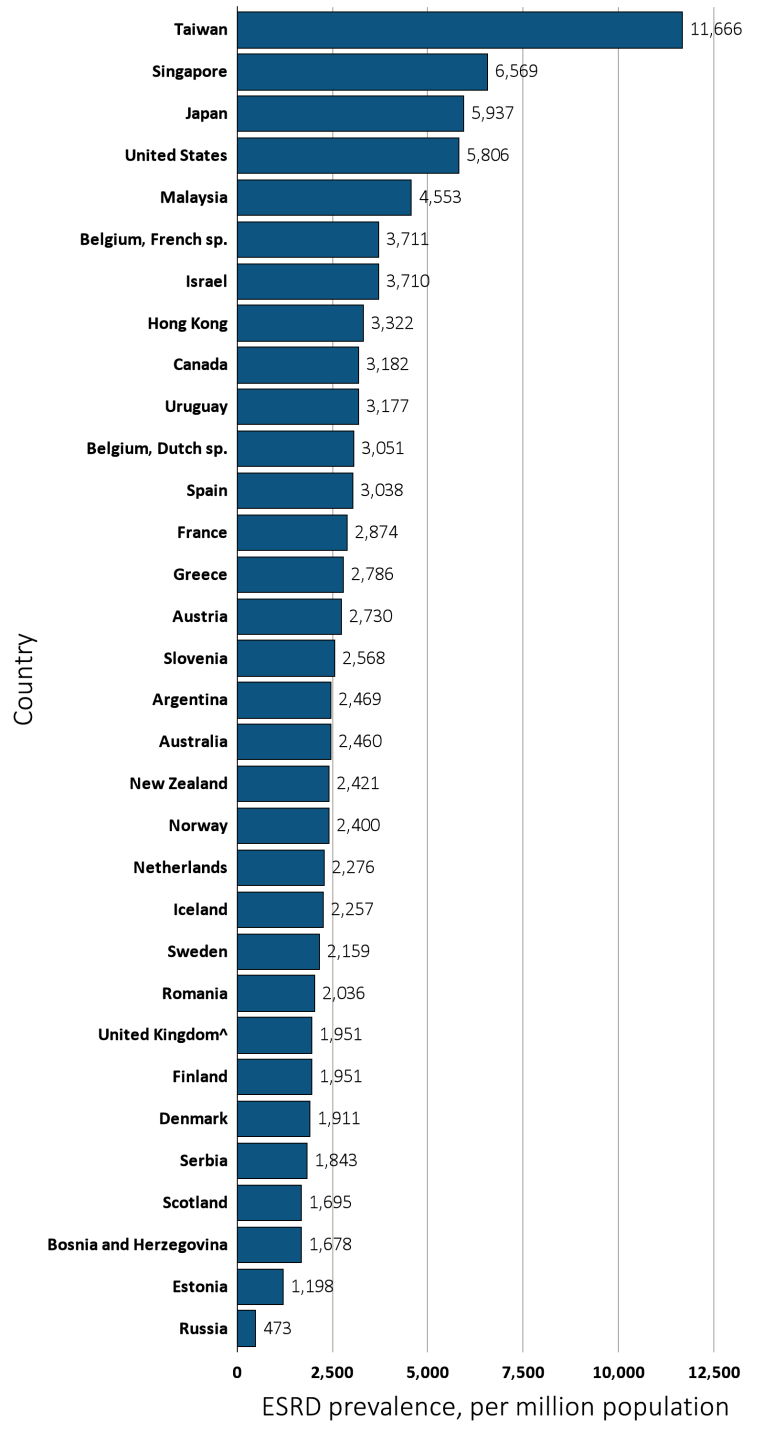 Taiwan 11,666
Singapore 6,569
Japan 5,937
United States 5,806
Malaysia 4,553
Belgium, French sp. 3,711
Israel 3,710
Hong Kong 3,322
Canada 3,182
Uruguay 3,177
Belgium, Dutch sp. 3,051
Spain 3,038
France 2,874
Greece 2,786
Austria 2,730
Slovenia 2,568
Argentina 2,469
Australia 2,460
New Zealand 2,421
Norway 2,400
Netherlands 2,276
Iceland 2,257
Sweden 2,159
Romania 2,036
United Kingdom^ 1,951
Finland 1,951
Denmark 1,911
Serbia 1,843
Scotland 1,695
Bosnia and Herzegovina 1,678
Estonia 1,198
Russia 473
Country
0 2,500 5,000 7,500 10,000 12,500
ESRD prevalence, per million population